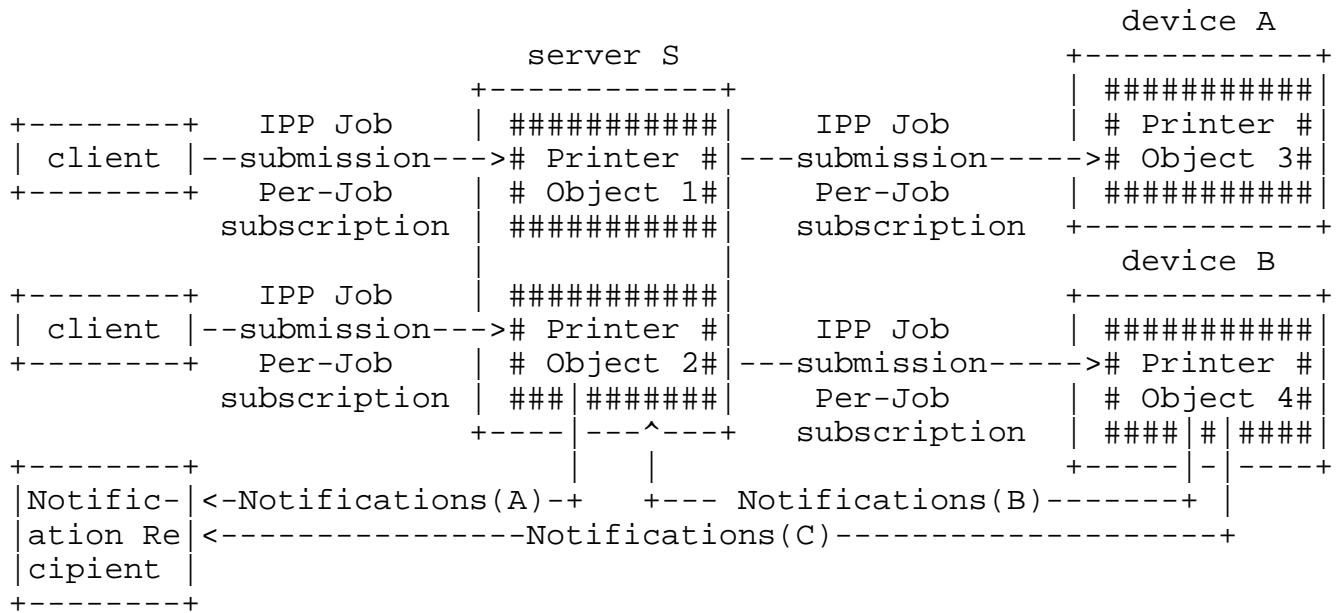 device A
                          server S                    +------------+
                        +------------+                | ###########|
+--------+   IPP Job    | ###########|    IPP Job     | # Printer #|
| client |--submission---># Printer #|---submission-----># Object 3#|
+--------+   Per-Job    | # Object 1#|    Per-Job     | ###########|
           subscription | ###########|   subscription +------------+
                        |            |                   device B
+--------+   IPP Job    | ###########|                +------------+
| client |--submission---># Printer #|    IPP Job     | ###########|
+--------+   Per-Job    | # Object 2#|---submission-----># Printer #|
           subscription | ###|#######|    Per-Job     | # Object 4#|
                        +----|---^---+   subscription | ####|#|####|
+--------+                   |   |                    +-----|-|----+
|Notific-|<-Notifications(A)-+   +--- Notifications(B)-------+ |
|ation Re|<----------------Notifications(C)--------------------+
|cipient |
+--------+